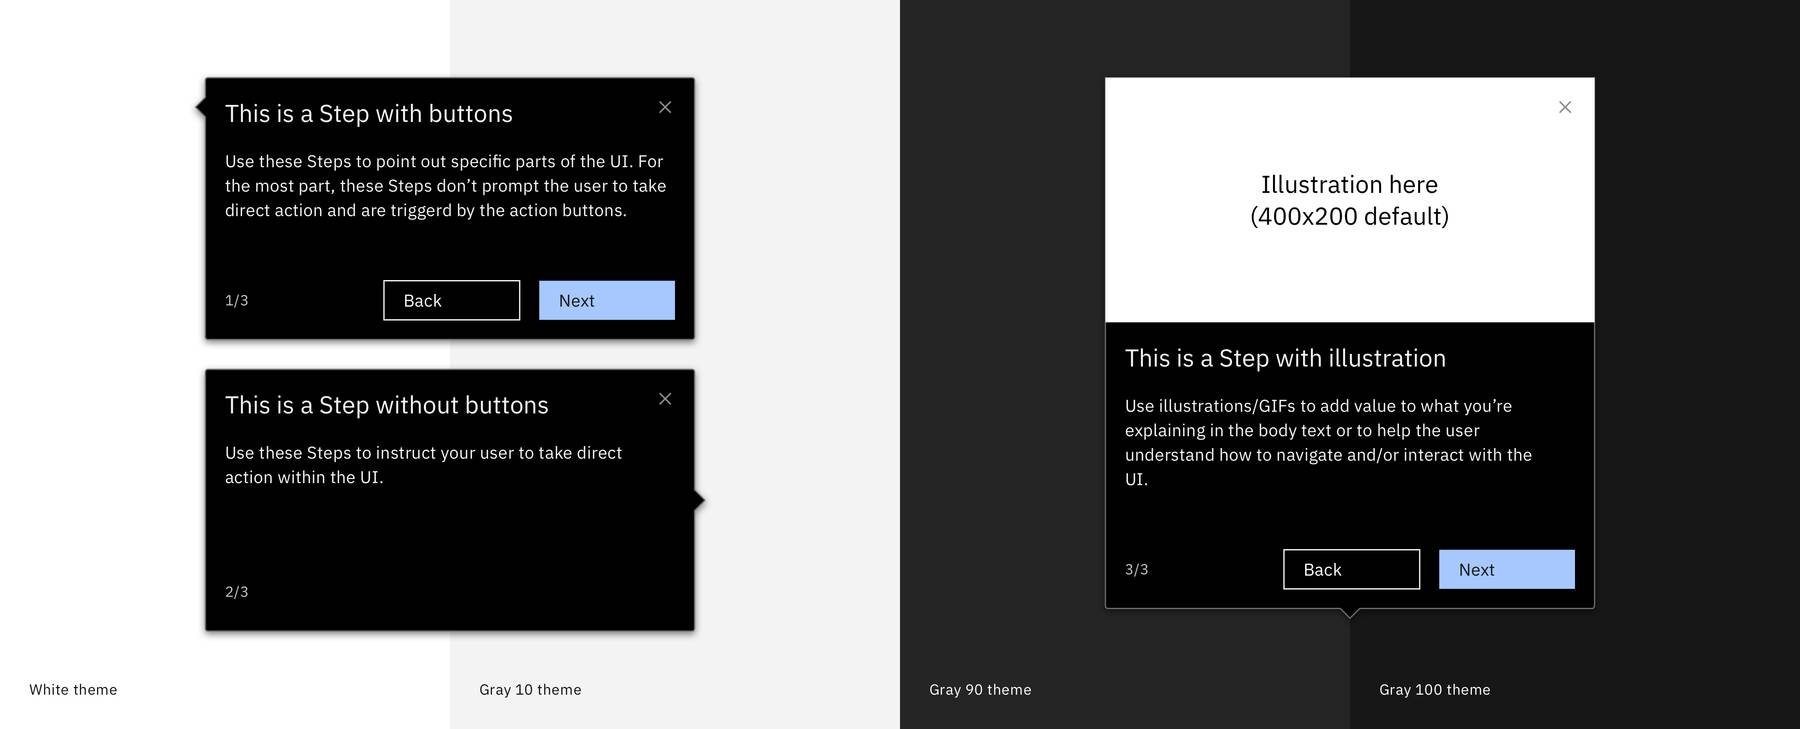 This is a Step with buttons
Use these Steps to point out specific parts of the UI. For
the most part, these Steps don’t prompt the user to take
direct action and are triggerd by the action buttons.
1/3
Back
Next
This is a Step without buttons
Use these Steps to instruct your user to take direct
action within the UI.
2/3
White theme
Gray 10 theme
Illustration here
(400x200 default)
This is a Step with illustration
Use illustrations/GIFs to add value to what you’re
explaining in the body text or to help the user
understand how to navigate and/or interact with the
UI.
3/3
Back
Next
Gray 90 theme
Gray 100 theme